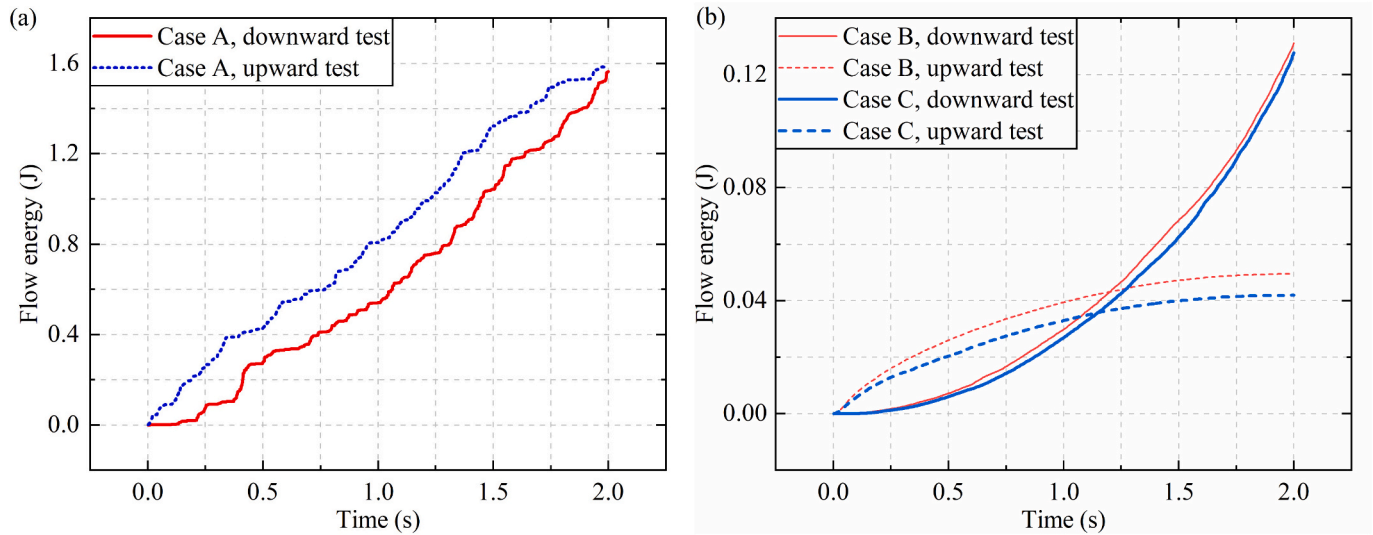 (a)
Case A, downward test
Case A, upward test
1.6
1.2
0.8
0.4
0.0
Flow energy (J)
0.0 0.5 1.0 1.5 2.0
Time (s)
(b)
Case B, downward test
Case B, upward test
Case C, downward test
Case C, upward test
0.12
0.08
0.04
0.00
Flow energy (J)
0.0 0.5 1.0 1.5 2.0
Time (s)